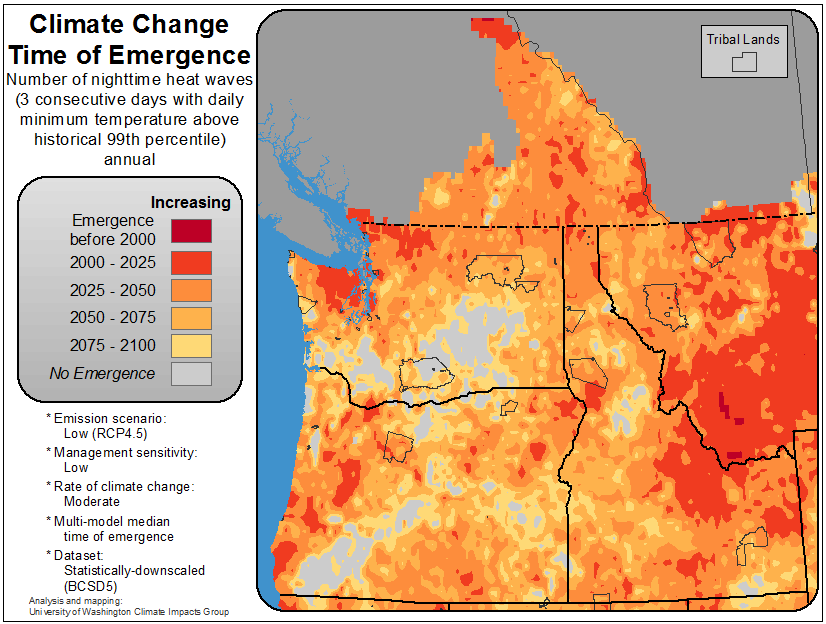 Climate Change
Time of Emergence
Number of nighttime heat waves
(3 consecutive days with daily
minimum temperature above
historical 99th percentile)
annual
Increasing
Emergence
before 2000
2000 - 2025
2025 - 2050
2050 - 2075
2075 - 2100
No Emergence
* Emission scenario:
Low (RCP4.5)
* Management sensitivity:
Low
* Rate of climate change:
Moderate
* Multi-model median
time of emergence
* Dataset:
Statistically-downscaled
(BCSD5)
Analysis and mapping:
University of Washington Climate Impacts Group
Tribal Lands